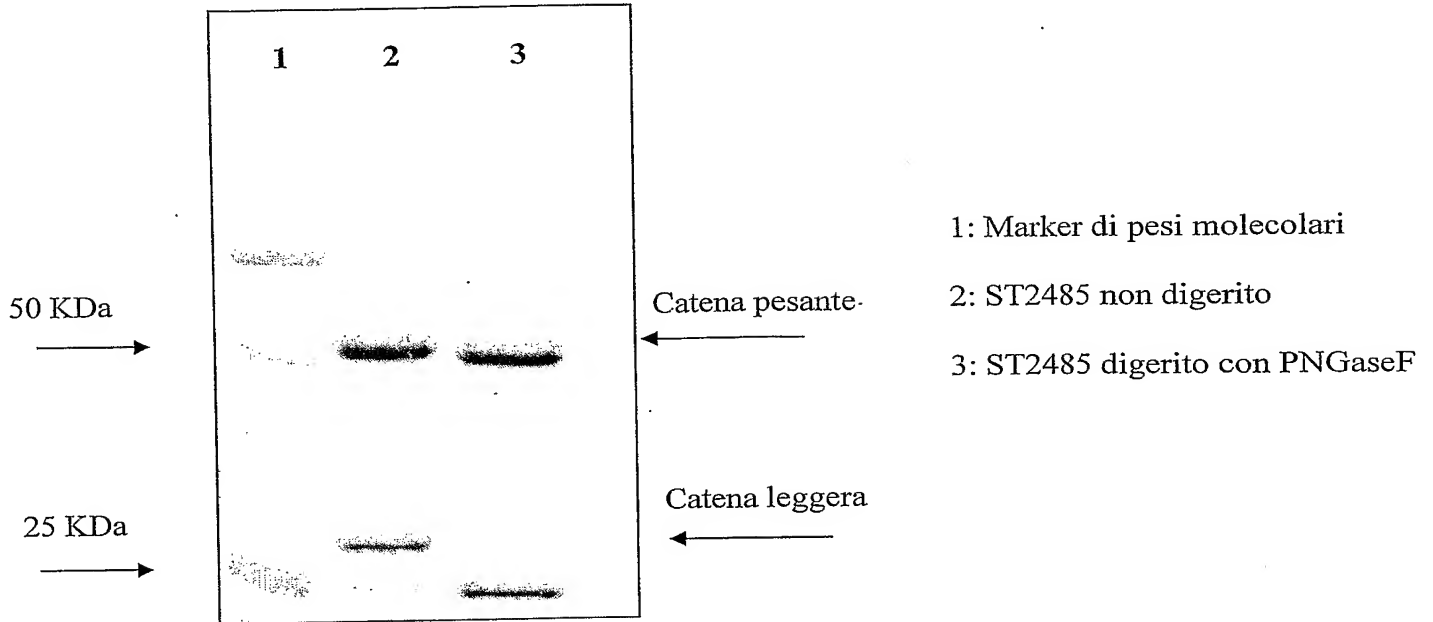 1 2 3
50 KDa
Catena pesante
25 KDa
Catena leggera
1: Marker di pesi molecolari
2: ST2485 non digerito
3: ST2485 digerito con PNGaseF